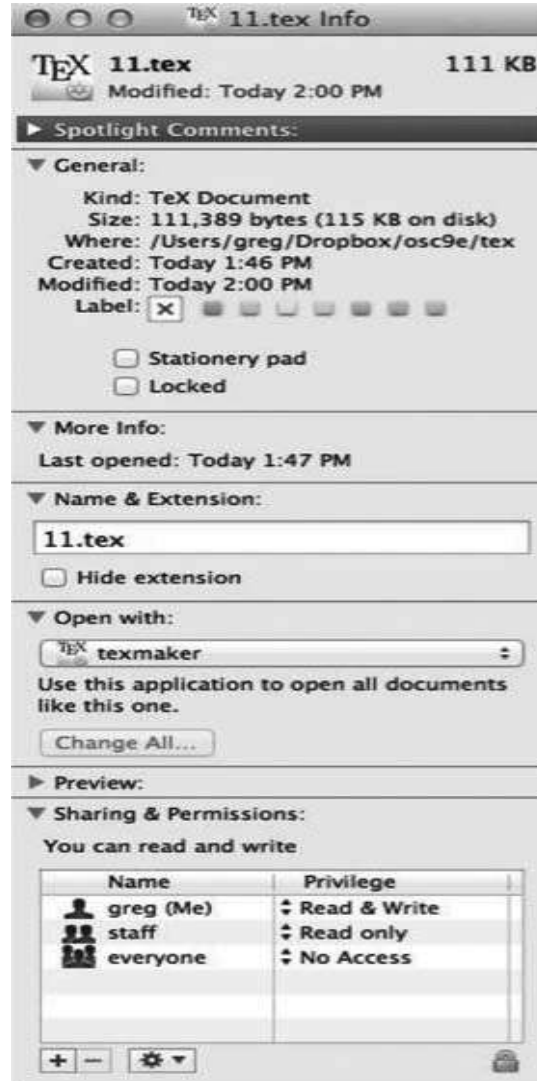 TEX 11.tex Info
TEX 11.tex 111 KB
Modified: Today 2:00 PM
Spotlight Comments:
General:
Kind: TeX Document
Size: 111,389 bytes (115 KB on disk)
Where: /Users/greg/Dropbox/osc9e/tex
Created: Today 1:46 PM
Modified: Today 2:00 PM
Label:
Stationery pad
Locked
More Info:
Last opened: Today 1:47 PM
Name & Extension:
11.tex
Hide extension
Open with:
TEX texmaker
Use this application to open all documents
like this one.
Change All...
Preview:
Sharing & Permissions:
You can read and write
Name Privilege
greg (Me) Read & Write
staff Read only
everyone No Access